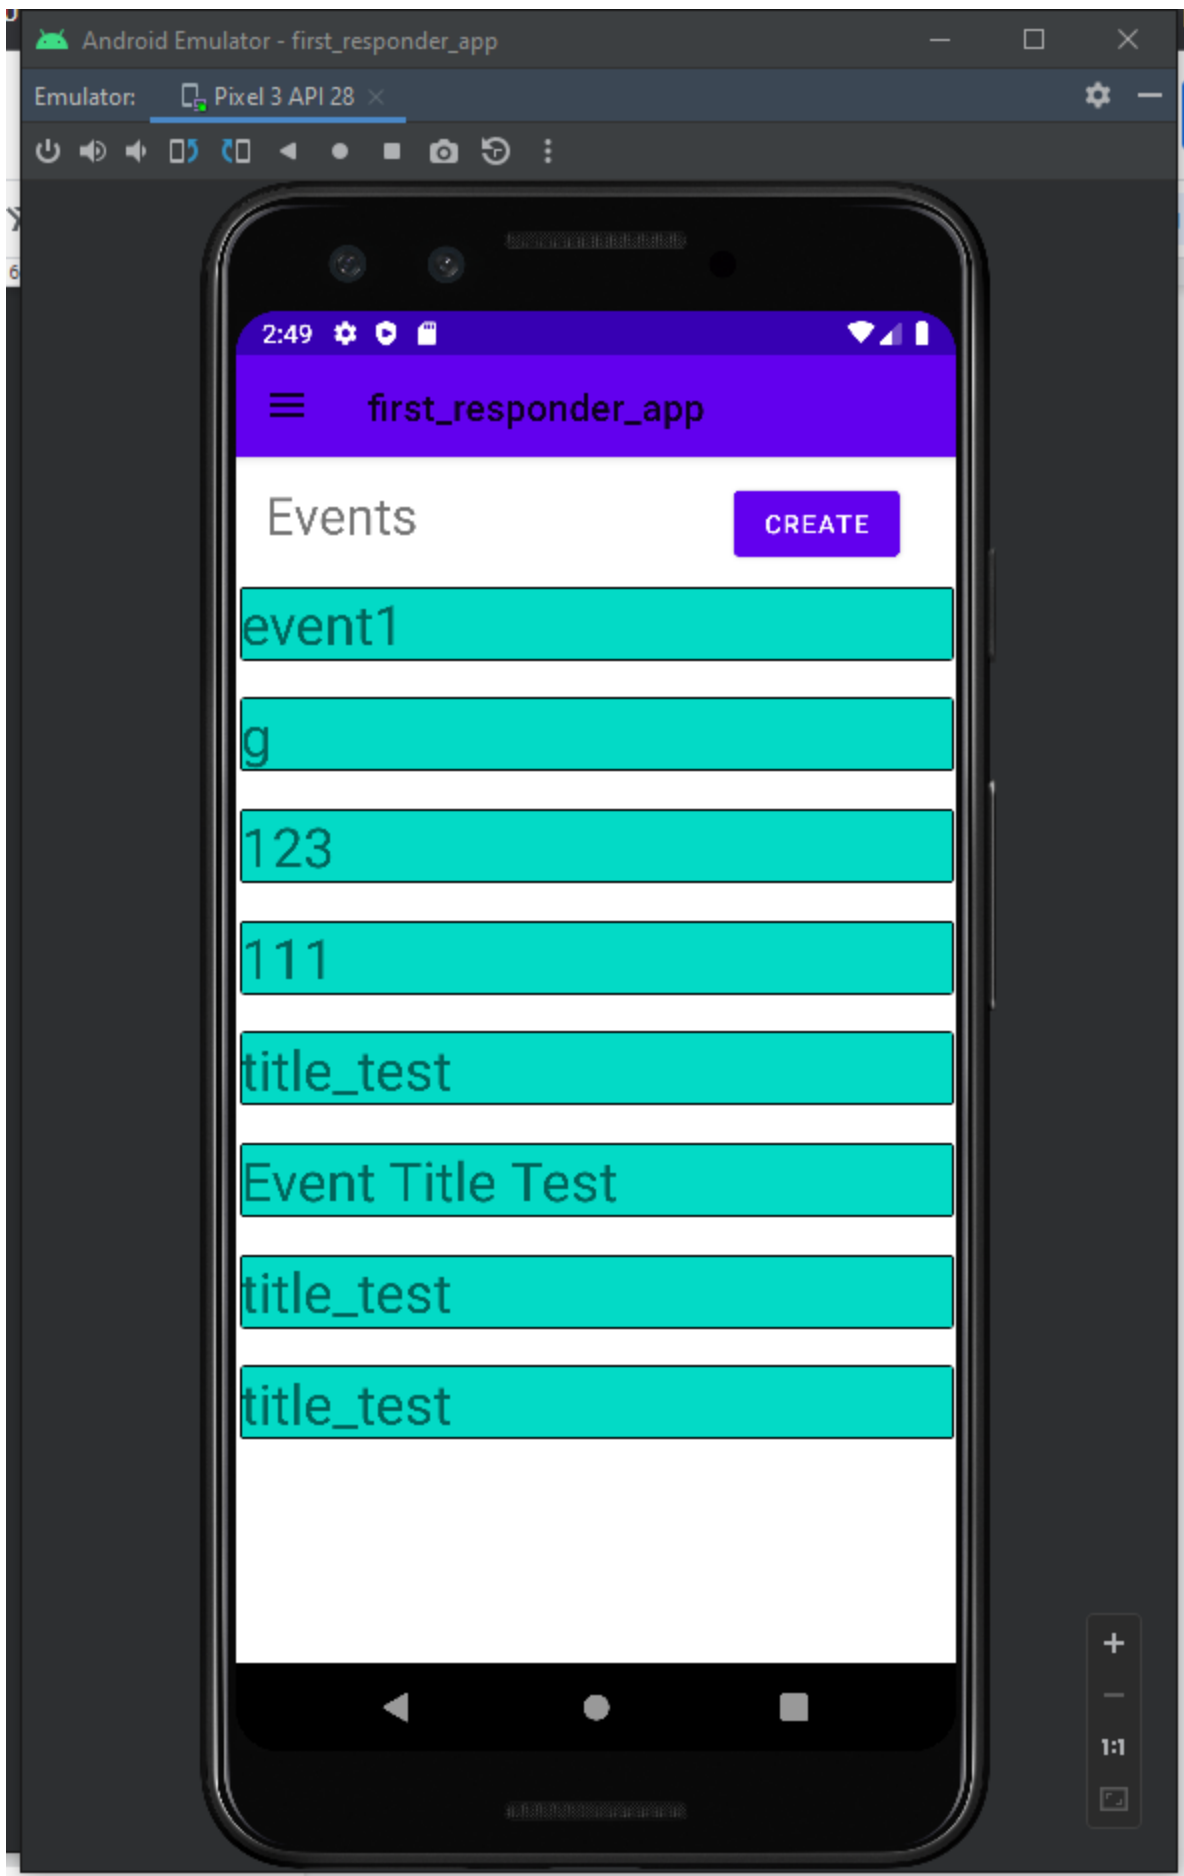 Android Emulator - first_responder_app
Emulator: Pixel 3 API 28
2:49
first_responder_app
Events
CREATE
event1
g
123
111
title_test
Event Title Test
title_test
title_test
1:1